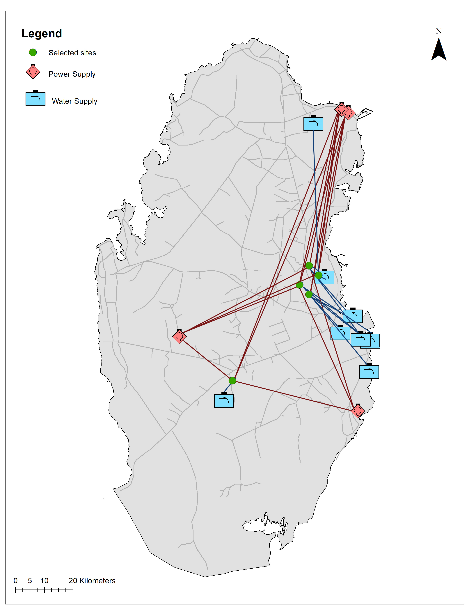 Legend
Selected sites
Power Supply
Water Supply
N
0 5 10 20 Kilometers